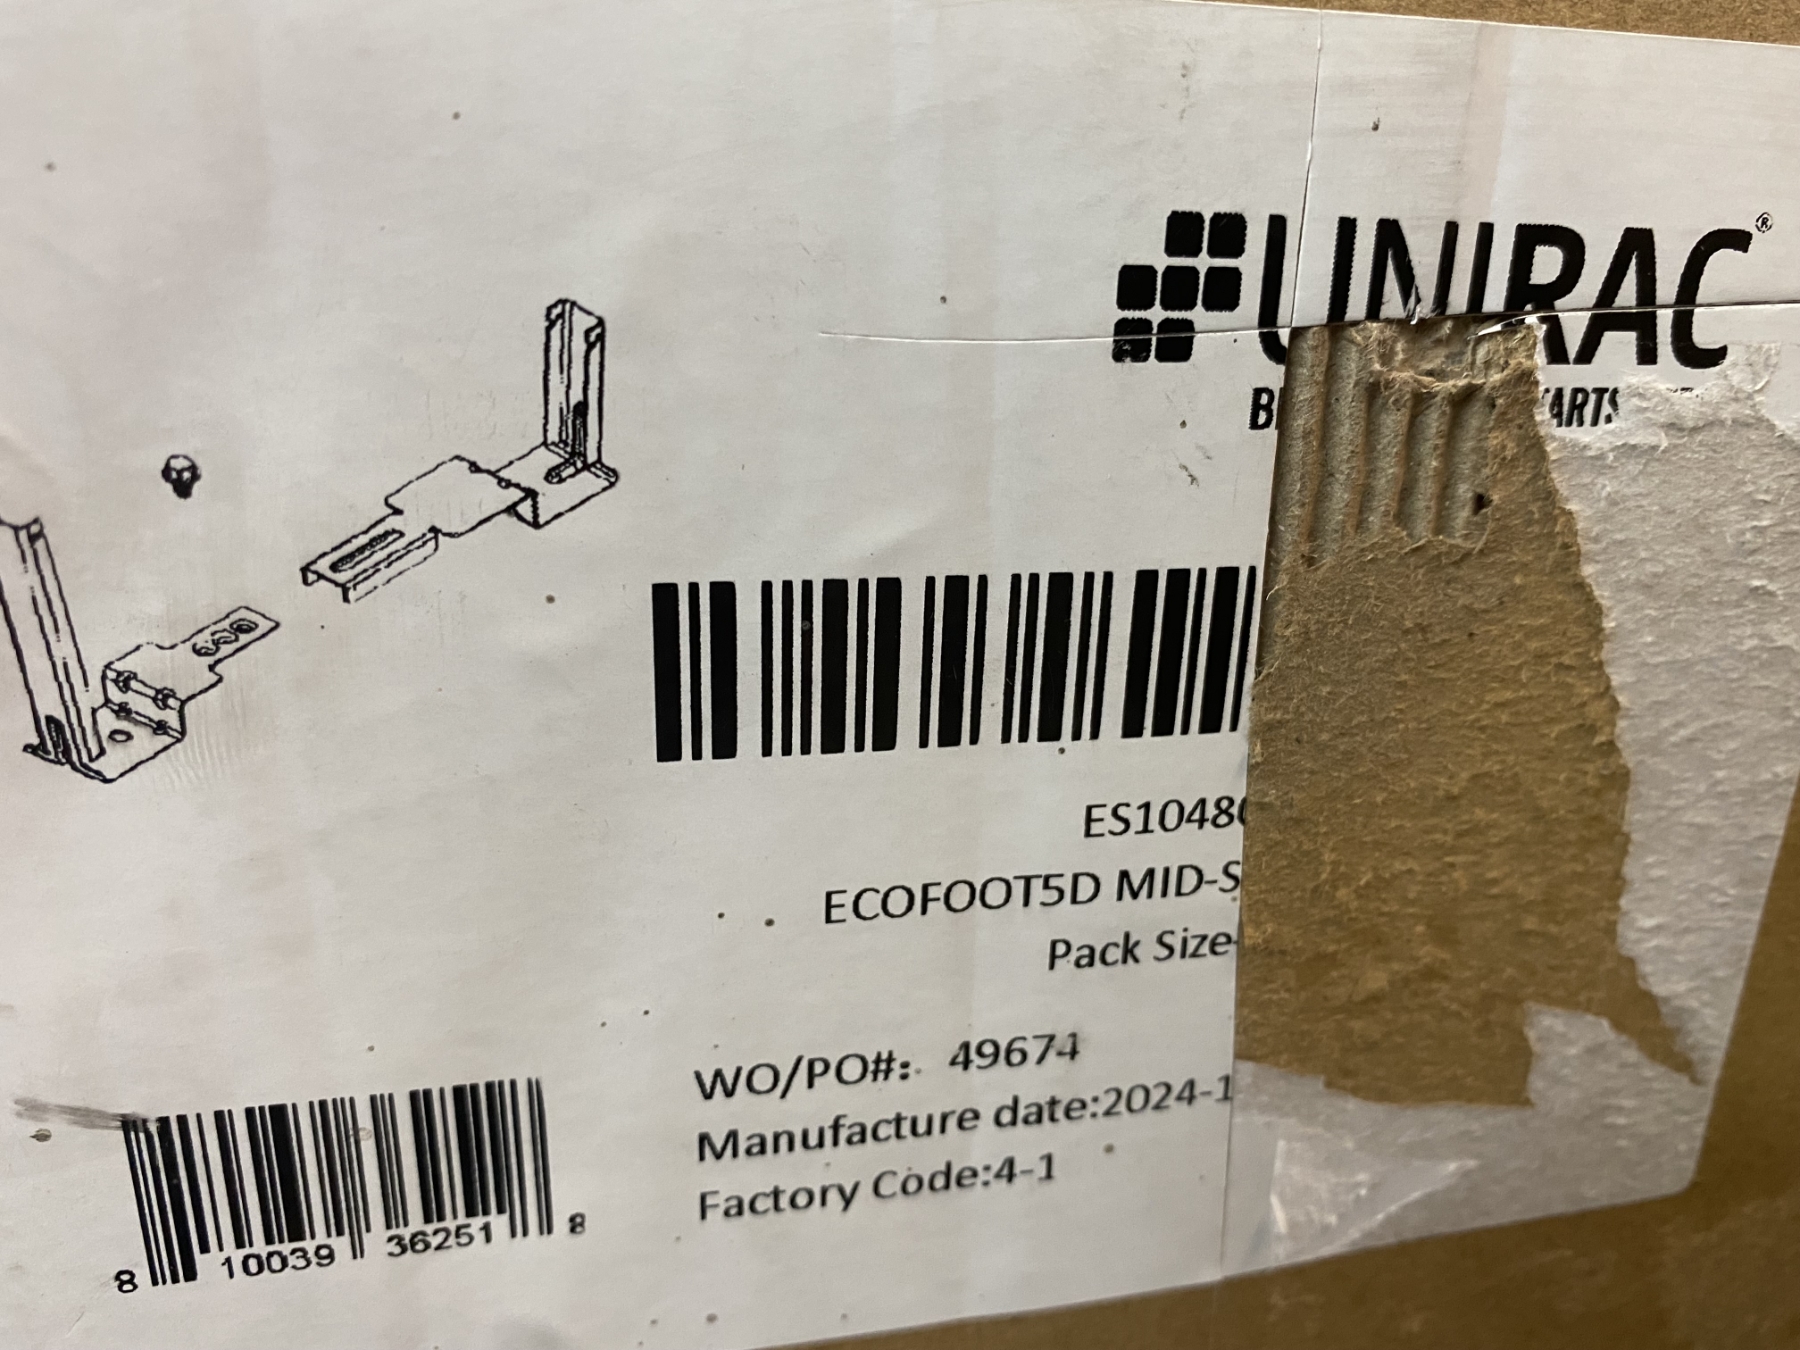 UNIRAC®
ES1048
ECOFOOT5D MID-S
Pack Size-
WO/PO#: 49674
Manufacture date:2024-1
Factory Code:4-1
8 10039 36251 8